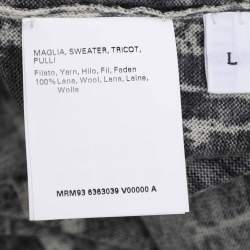 MAGLIA, SWEATER, TRICOT,
PULLI
Filato, Yarn, Hilo, Fil, Faden
100% Lana, Wool, Lana, Laine,
Wolle
MRM93 6363039 V00000 A
L